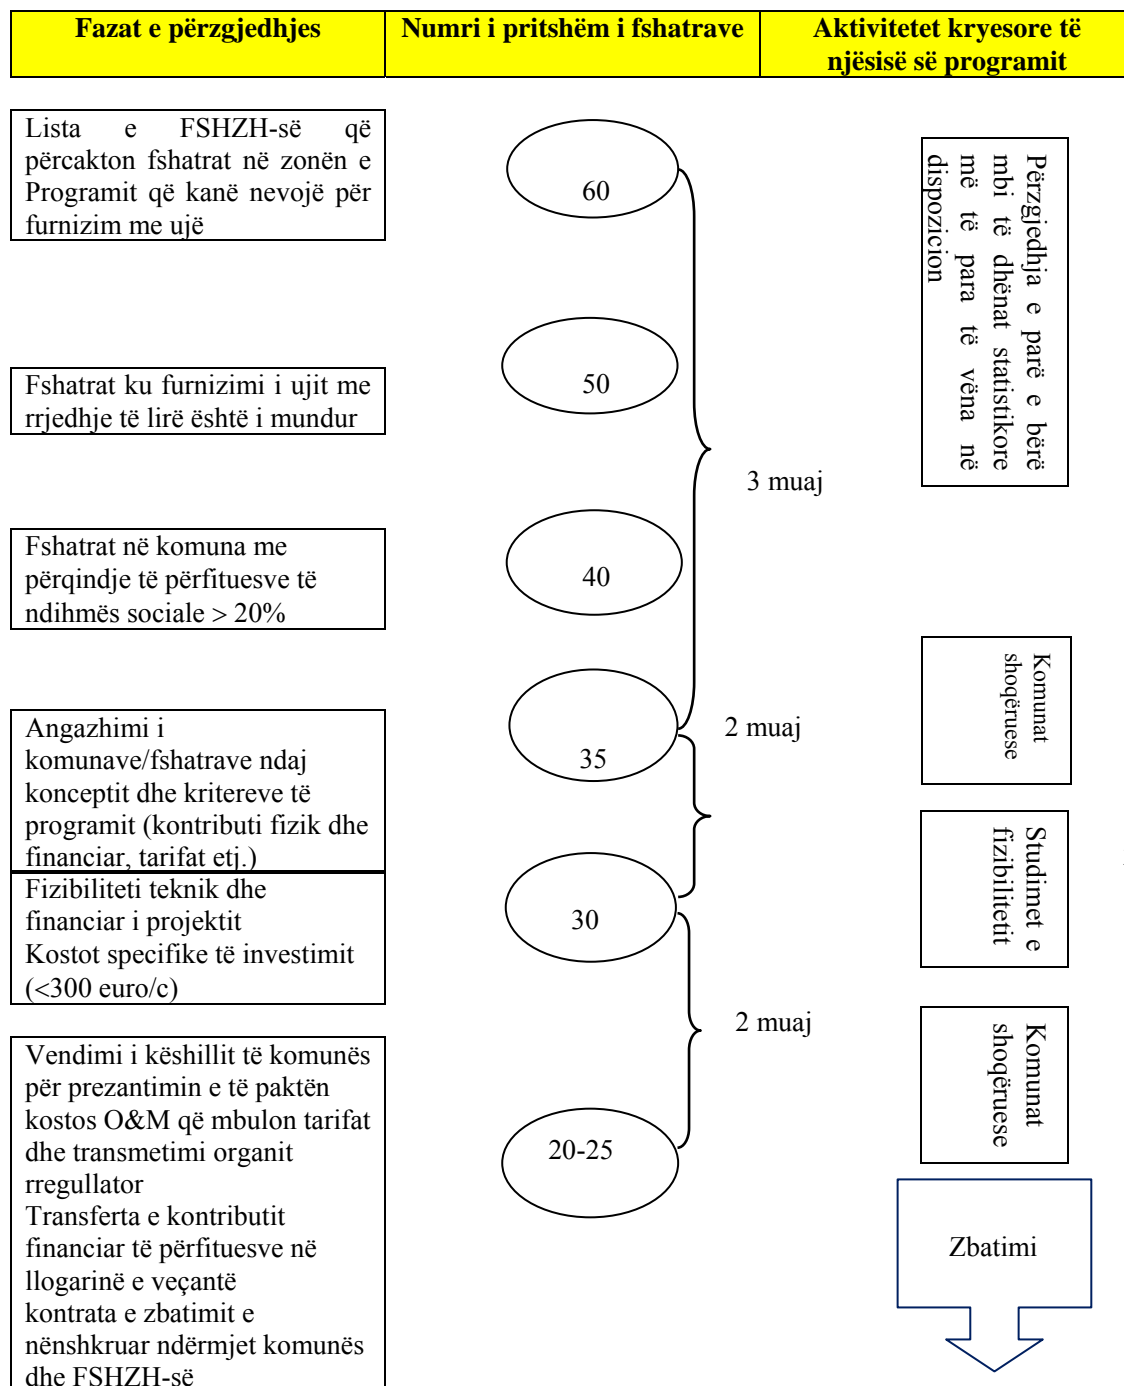 Fazat e përzgjedhjes
Numri i pritshëm i fshatrave
Aktivitetet kryesore të
njësisë së programit
Lista e FSHZH-së që
përcakton fshatrat në zonën e
Programit që kanë nevojë për
furnizim me ujë
60
Përzgjedhja e parë e bërë
mbi të dhënat statistikore
më të para të vëna në
dispozicion
Fshatrat ku furnizimi i ujit me
rrjedhje të lirë është i mundur
50
3 muaj
Fshatrat në komuna me
përqindje të përfituesve të
ndihmës sociale > 20%
40
Komunat
shoqëruese
Angazhimi i
komunave/fshatrave ndaj
konceptit dhe kritereve të
programit (kontributi fizik dhe
financiar, tarifat etj.)
35
2 muaj
Studimet e
fizibilitetit
Fizibiliteti teknik dhe
financiar i projektit
Kostot specifike të investimit
(<300 euro/c)
30
2 muaj
Komunat
shoqëruese
Vendimi i këshillit të komunës
për prezantimin e të paktën
kostos O&M që mbulon tarifat
dhe transmetimi organit
rregullator
Transferta e kontributit
financiar të përfituesve në
llogarinë e veçantë
kontrata e zbatimit e
nënshkruar ndërmjet komunës
dhe FSHZH-së
20-25
Zbatimi